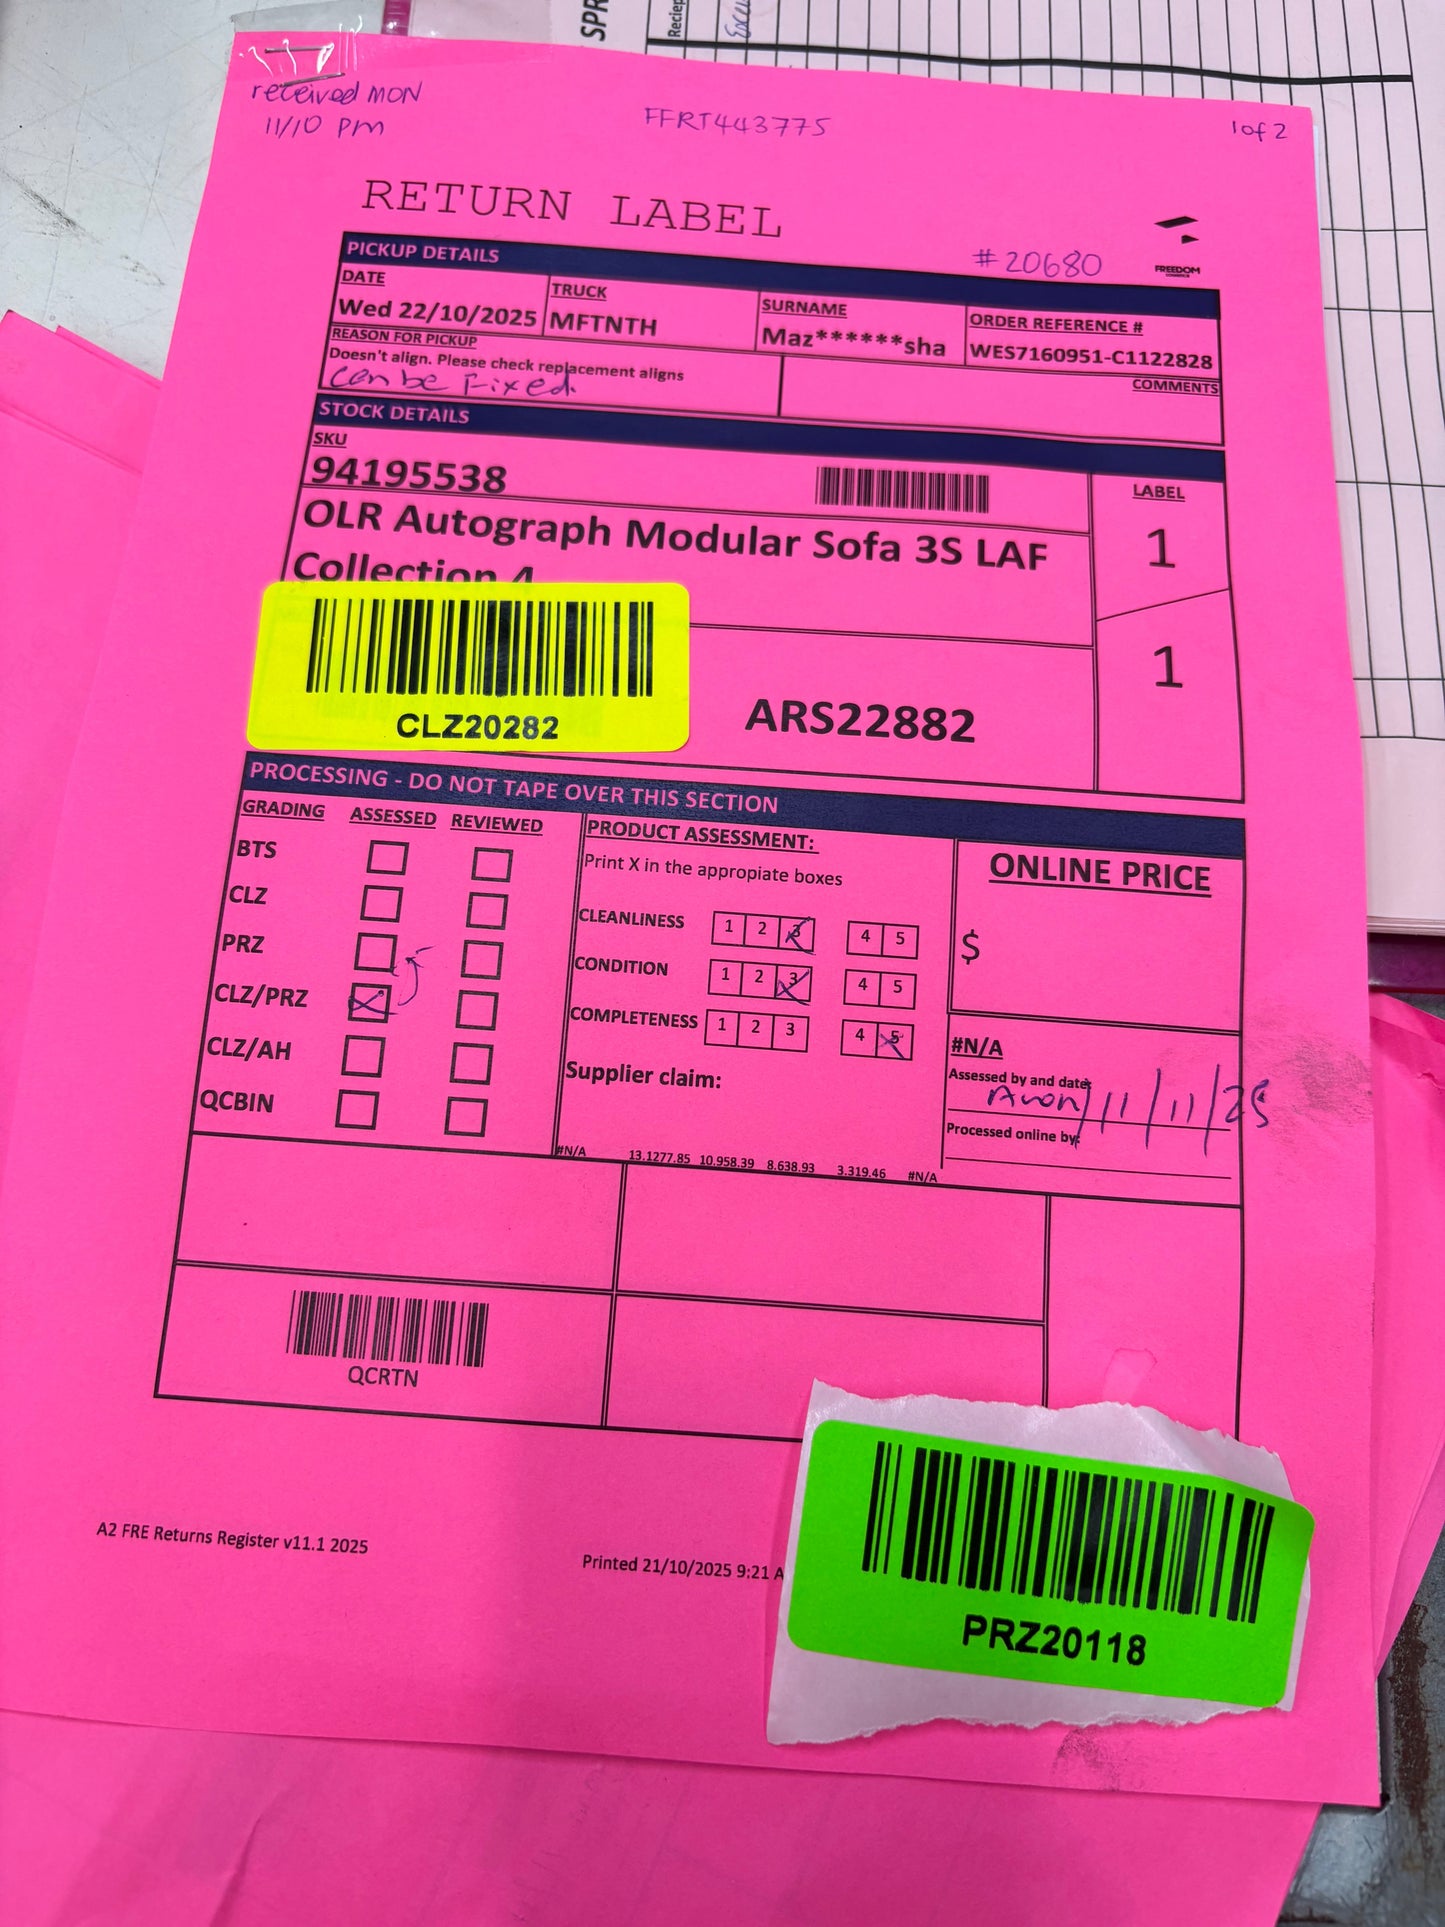 SPR
Reciep
received MON
11/10 pm
FFRT443775
1 of 2
RETURN LABEL
#20680
FREEDOM
PICKUP DETAILS
DATE
TRUCK
SURNAME
ORDER REFERENCE #
Wed 22/10/2025
MFTNTH
Maz******sha
WES7160951-C1122828
REASON FOR PICKUP
COMMENTS
Doesn't align. Please check replacement aligns
can be Fixed.
STOCK DETAILS
SKU
LABEL
94195538
OLR Autograph Modular Sofa 3S LAF
Collection 4
1
1
CLZ20282
ARS22882
PROCESSING - DO NOT TAPE OVER THIS SECTION
GRADING ASSESSED REVIEWED
BTS
CLZ
PRZ
CLZ/PRZ
CLZ/AH
QCBIN
PRODUCT ASSESSMENT:
Print X in the appropiate boxes
CLEANLINESS 1 2 3 4 5
CONDITION 1 2 3 4 5
COMPLETENESS 1 2 3 4 5
Supplier claim:
ONLINE PRICE
$
#N/A
Assessed by and date:
Avon/11/11/25
Processed online by:
#N/A 13.1277.85 10.958.39 8.638.93 3.319.46 #N/A
QCRTN
A2 FRE Returns Register v11.1 2025
Printed 21/10/2025 9:21 A
PRZ20118